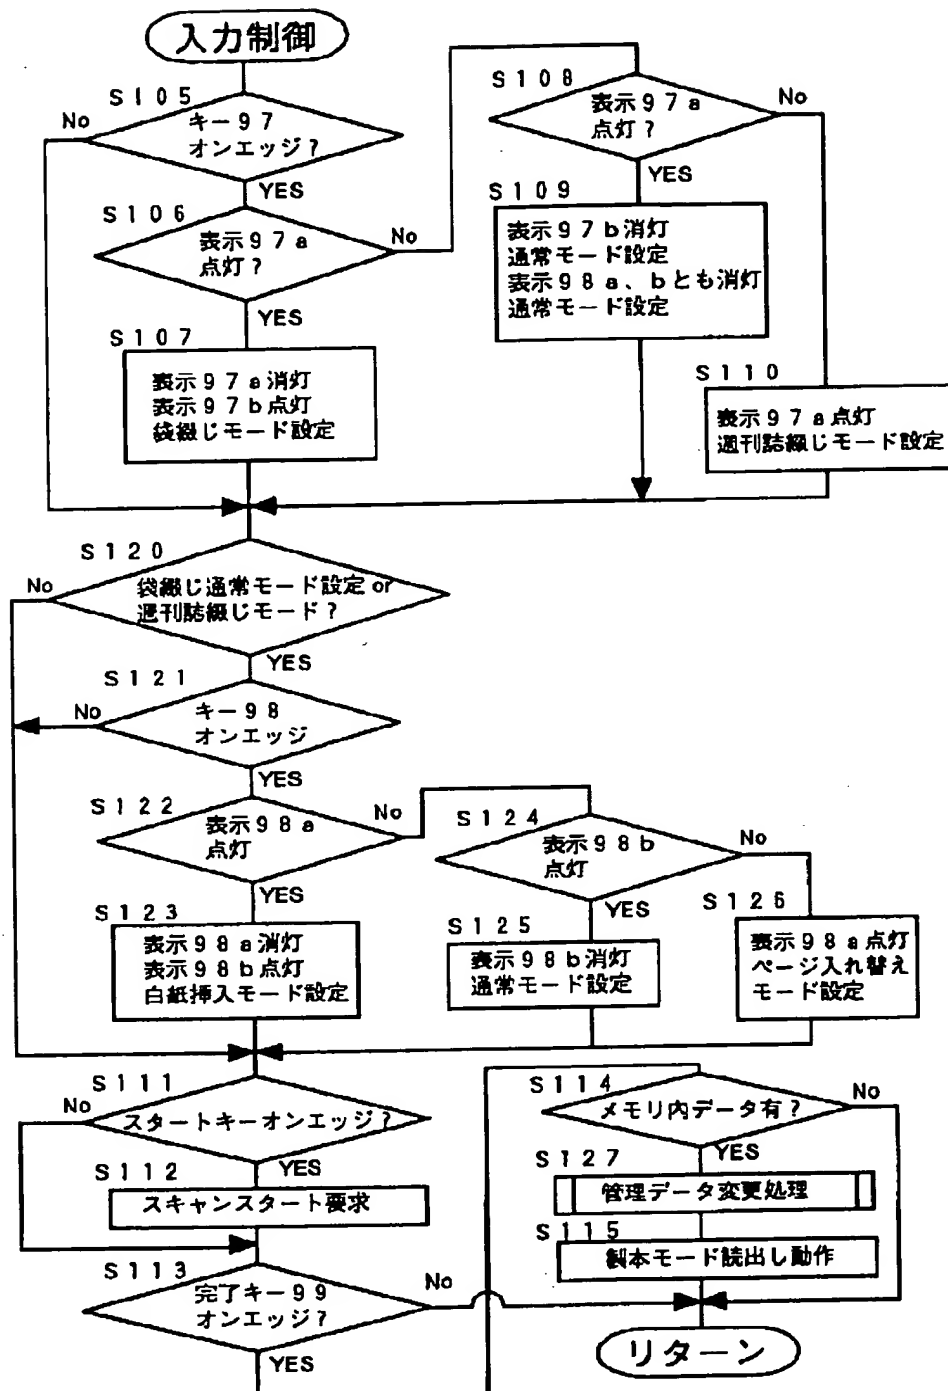 入力制御
S105
No
キー97
オンエッジ?
YES
S106
表示97a
点灯?
No
YES
S107
表示97a消灯
表示97b点灯
袋綴じモード設定
S108
表示97a
点灯?
No
YES
S109
表示97b消灯
通常モード設定
表示98a、bとも消灯
通常モード設定
S110
表示97a点灯
週刊誌綴じモード設定
S120
No
袋綴じ通常モード設定or
週刊誌綴じモード?
YES
S121
No
キー98
オンエッジ
YES
S122
表示98a
点灯
No
YES
S123
表示98a消灯
表示98b点灯
白紙挿入モード設定
S124
表示98b
点灯
No
YES
S125
表示98b消灯
通常モード設定
S126
表示98a点灯
ページ入れ替え
モード設定
S111
No
スタートキーオンエッジ?
YES
S112
スキャンスタート要求
S113
完了キー99
オンエッジ?
No
YES
S114
メモリ内データ有?
No
YES
S127
管理データ変更処理
S115
製本モード読出し動作
リターン